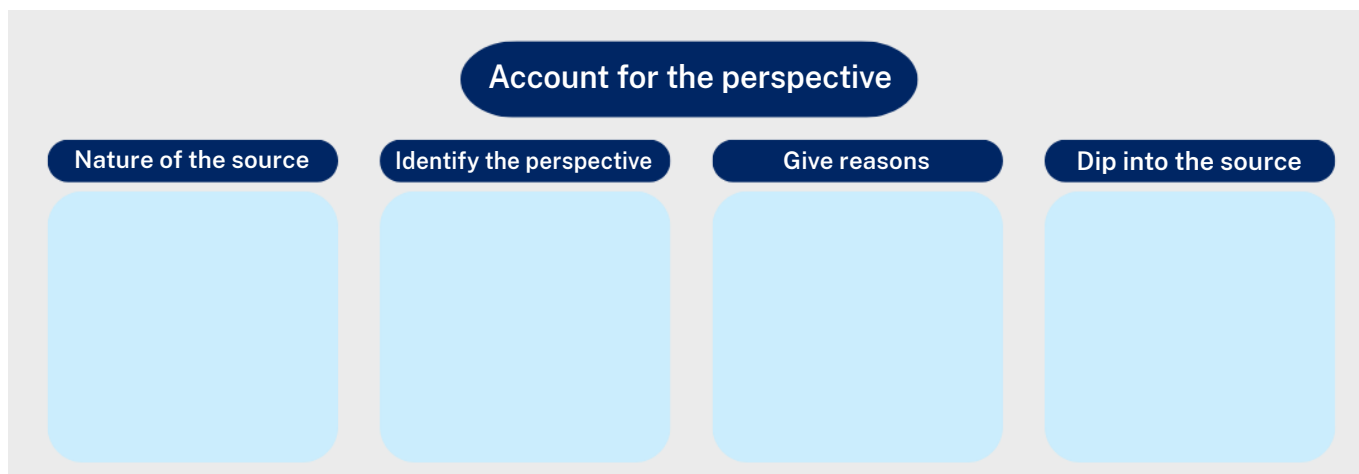 Account for the perspective
Nature of the source
Identify the perspective
Give reasons
Dip into the source